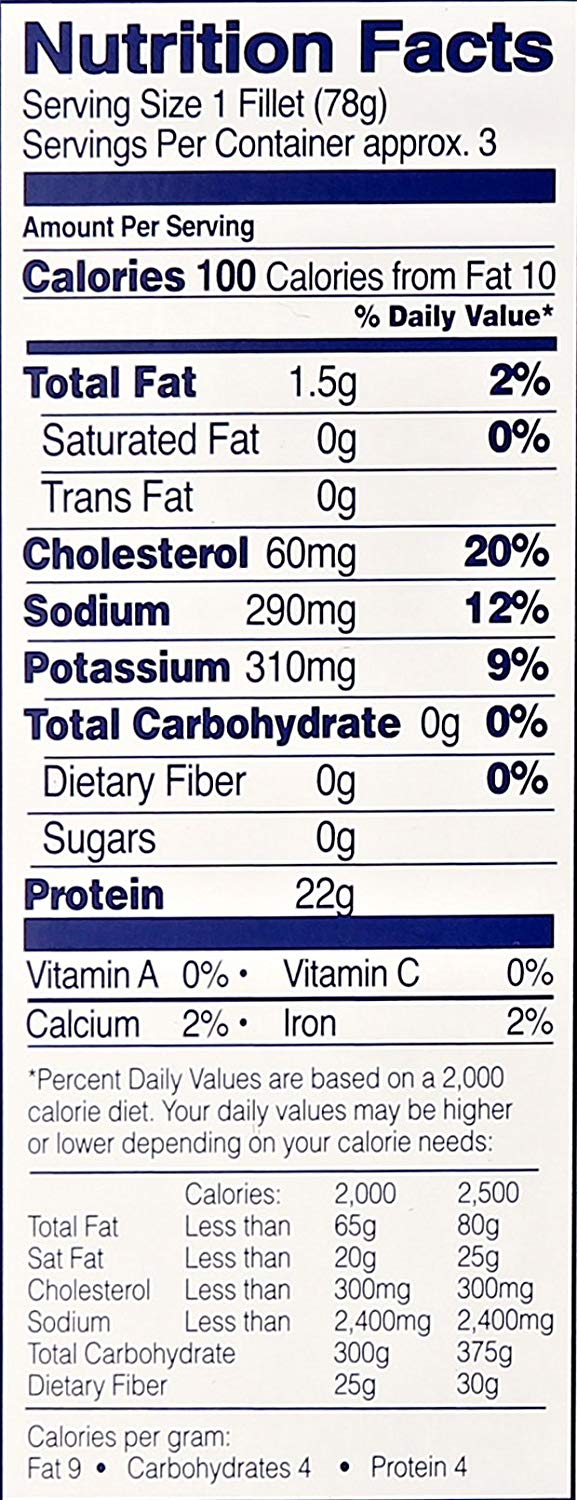 Nutrition Facts
Serving Size 1 Fillet (78g)
Servings Per Container approx. 3
Amount Per Serving
Calories 100 Calories from Fat 10
% Daily Value*
Total Fat 1.5g 2%
Saturated Fat 0g 0%
Trans Fat 0g
Cholesterol 60mg 20%
Sodium 290mg 12%
Potassium 310mg 9%
Total Carbohydrate 0g 0%
Dietary Fiber 0g 0%
Sugars 0g
Protein 22g
Vitamin A 0% • Vitamin C 0%
Calcium 2% • Iron 2%
*Percent Daily Values are based on a 2,000
calorie diet. Your daily values may be higher
or lower depending on your calorie needs:
Calories: 2,000 2,500
Total Fat Less than 65g 80g
Sat Fat Less than 20g 25g
Cholesterol Less than 300mg 300mg
Sodium Less than 2,400mg 2,400mg
Total Carbohydrate 300g 375g
Dietary Fiber 25g 30g
Calories per gram:
Fat 9 • Carbohydrates 4 • Protein 4